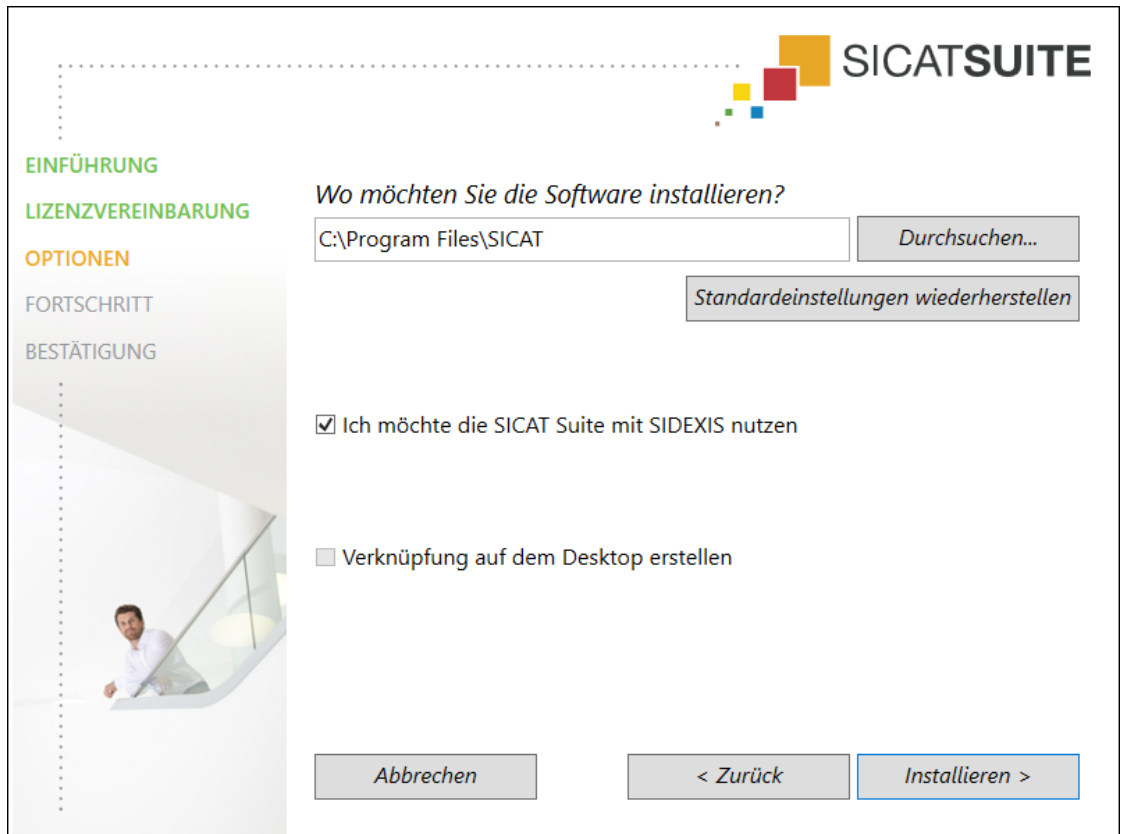 SICATSUITE
EINFÜHRUNG
LIZENZVEREINBARUNG
OPTIONEN
FORTSCHRITT
BESTÄTIGUNG
Wo möchten Sie die Software installieren?
C:\Program Files\SICAT
Durchsuchen...
Standardeinstellungen wiederherstellen
Ich möchte die SICAT Suite mit SIDEXIS nutzen
Verknüpfung auf dem Desktop erstellen
Abbrechen
< Zurück
Installieren >